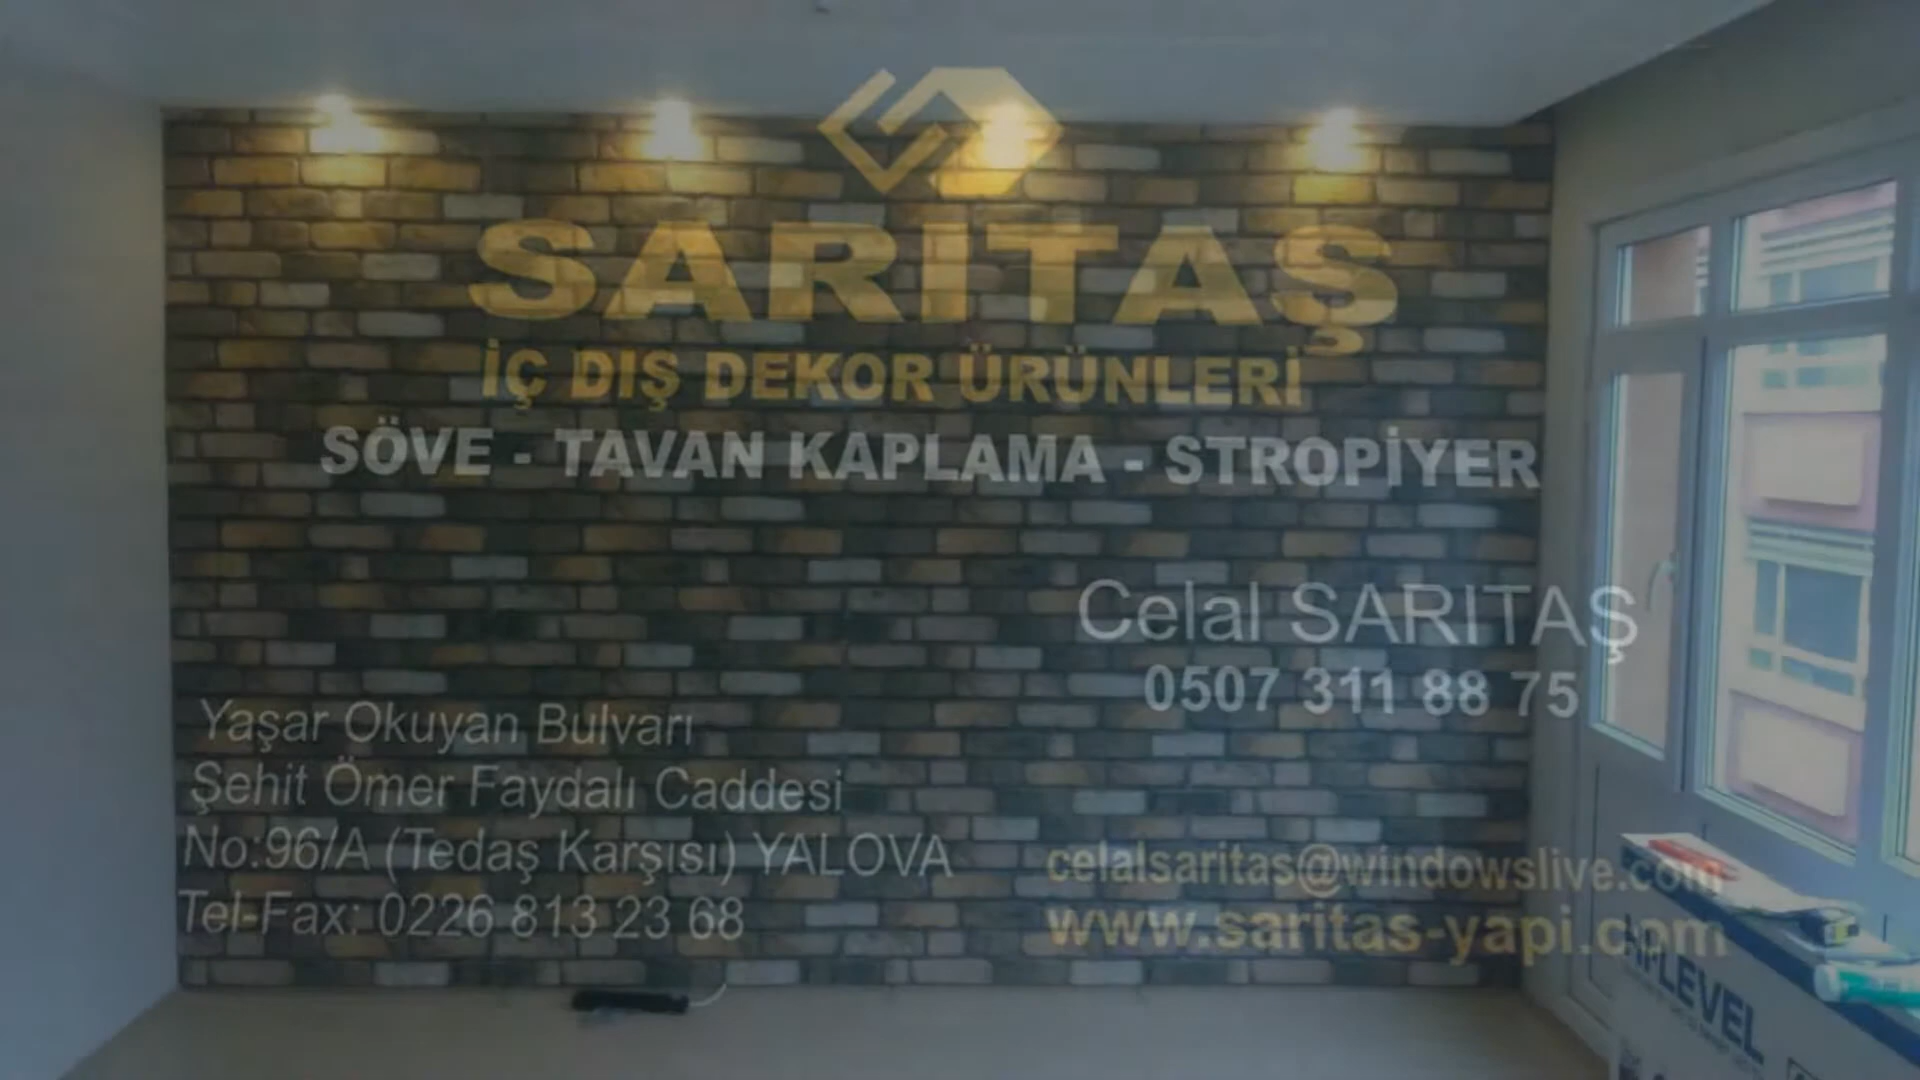 SARITAŞ
İÇ DIŞ DEKOR ÜRÜNLERİ
SÖVE - TAVAN KAPLAMA - STROPİYER
Celal SARITAŞ
0507 311 88 75
Yaşar Okuyan Bulvarı
Şehit Ömer Faydalı Caddesi
No:96/A (Tedaş Karşısı) YALOVA
Tel-Fax: 0226 813 23 68
celalsaritas@windowslive.com
www.saritas-yapi.com
HI-LEVEL